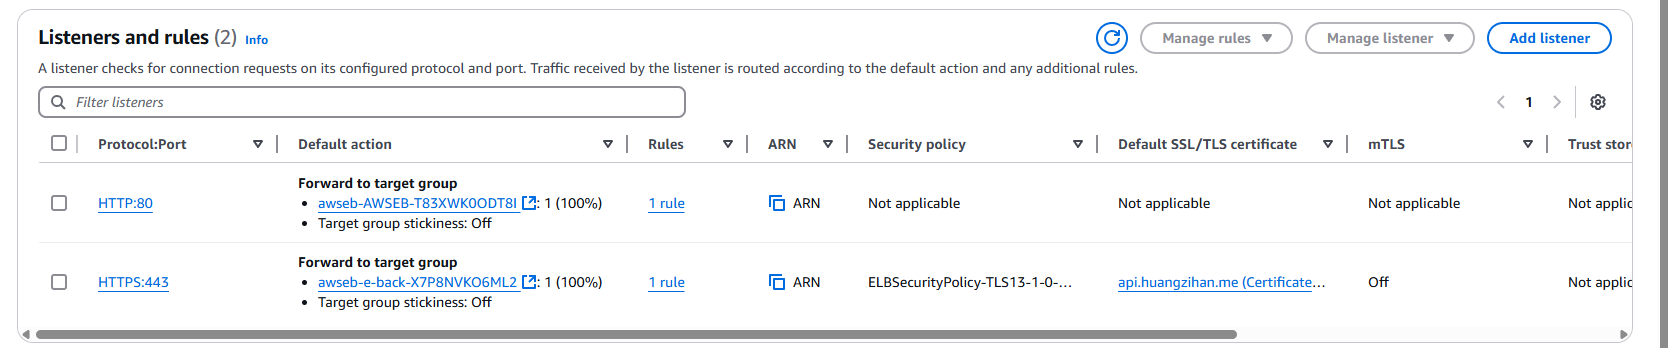 Listeners and rules (2) Info
Manage rules
Manage listener
Add listener
A listener checks for connection requests on its configured protocol and port. Traffic received by the listener is routed according to the default action and any additional rules.
Filter listeners
1
Protocol:Port Default action Rules ARN Security policy Default SSL/TLS certificate mTLS Trust stor
HTTP:80
Forward to target group
• awseb-AWSEB-T83XWK0ODT8I : 1 (100%)
• Target group stickiness: Off
1 rule
ARN
Not applicable
Not applicable
Not applicable
Not applic
HTTPS:443
Forward to target group
• awseb-e-back-X7P8NVKO6ML2 : 1 (100%)
• Target group stickiness: Off
1 rule
ARN
ELBSecurityPolicy-TLS13-1-0-...
api.huangzihan.me (Certificate...
Off
Not applic